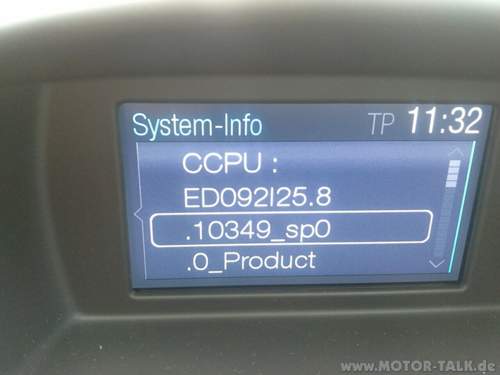 System-Info TP 11:32
CCPU :
ED092I25.8
.10349_sp0
.0_Product
www.MOTOR-TALK.de